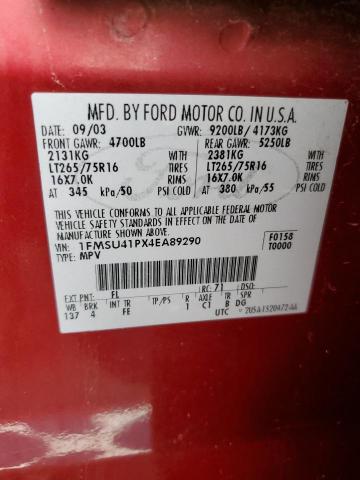 MFD. BY FORD MOTOR CO. IN U.S.A.
DATE: 09/03 GVWR: 9200LB/ 4173KG
FRONT GAWR: 4700LB REAR GAWR: 5250LB
2131KG WITH 2381KG WITH
LT265/75R16 TIRES LT265/75R16 TIRES
16X7.0K RIMS 16X7.0K RIMS
AT 345 kPa/50 PSI COLD AT 380 kPa/55 PSI COLD
THIS VEHICLE CONFORMS TO ALL APPLICABLE FEDERAL MOTOR
VEHICLE SAFETY STANDARDS IN EFFECT ON THE DATE OF
MANUFACTURE SHOWN ABOVE.
VIN: 1FMSU41PX4EA89290 F0158
TYPE: MPV T0000
EXT PNT: FL RC: 71 DSO:
WB BRK INT TR TP/PS R AXLE TR SPR
137 4 FE 1 C1 B DG
UTC